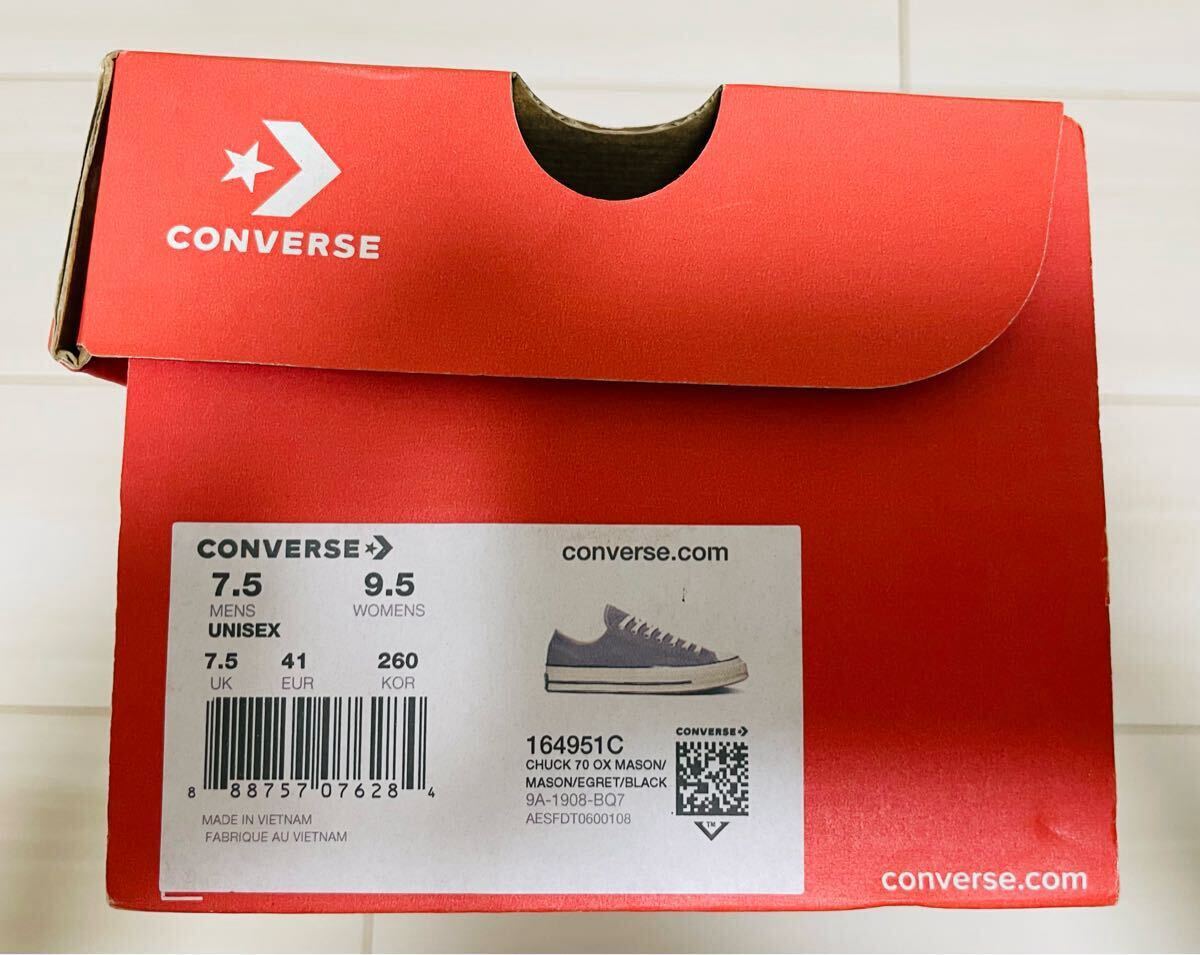 CONVERSE
CONVERSE
converse.com
7.5 9.5
MENS WOMENS
UNISEX
7.5 41 260
UK EUR KOR
8 88757 07628 4
MADE IN VIETNAM
FABRIQUE AU VIETNAM
164951C
CHUCK 70 OX MASON/
MASON/EGRET/BLACK
9A-1908-BQ7
AESFDT0600108
CONVERSE
TM
converse.com